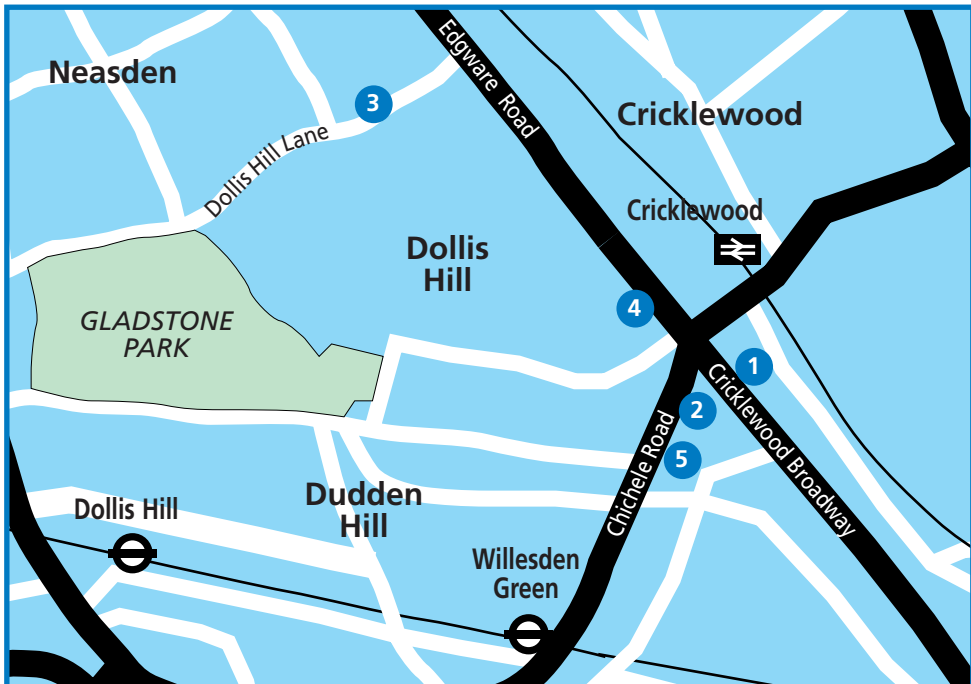 Neasden
Edgware Road
3
Cricklewood
Dollis Hill Lane
Cricklewood
Dollis
Hill
4
GLADSTONE
PARK
1
Cricklewood Broadway
2
Chichele Road
5
Dudden
Hill
Dollis Hill
Willesden
Green